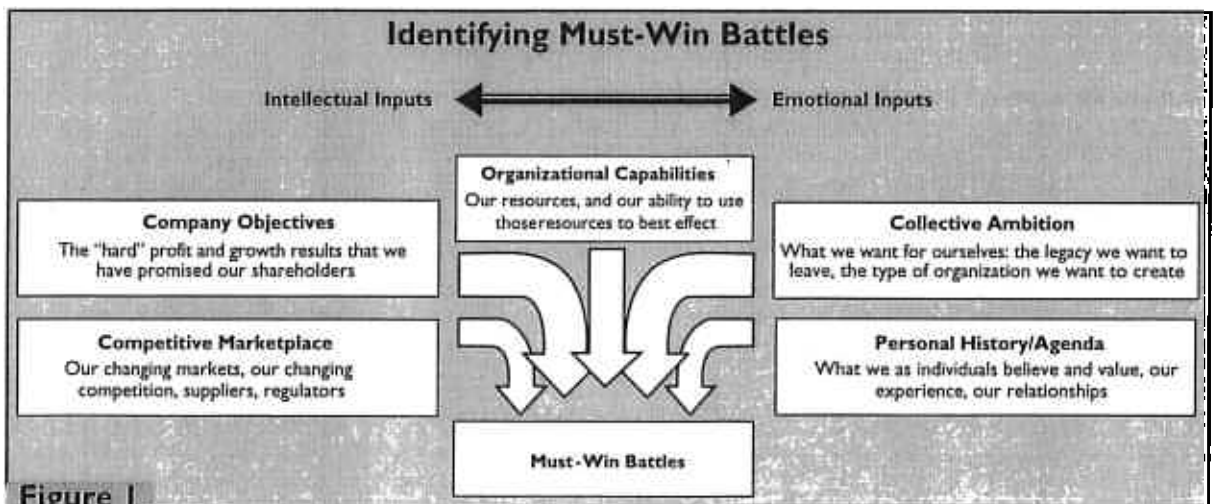 Identifying Must-Win Battles
Intellectual Inputs
Emotional Inputs
Organizational Capabilities
Our resources, and our ability to use
thoseresources to best effect
Company Objectives
The "hard" profit and growth results that we
have promised our shareholders
Collective Ambition
What we want for ourselves: the legacy we want to
leave, the type of organization we want to create
Competitive Marketplace
Our changing markets, our changing
competition, suppliers, regulators
Personal History/Agenda
What we as individuals believe and value, our
experience, our relationships
Must-Win Battles
Figure 1